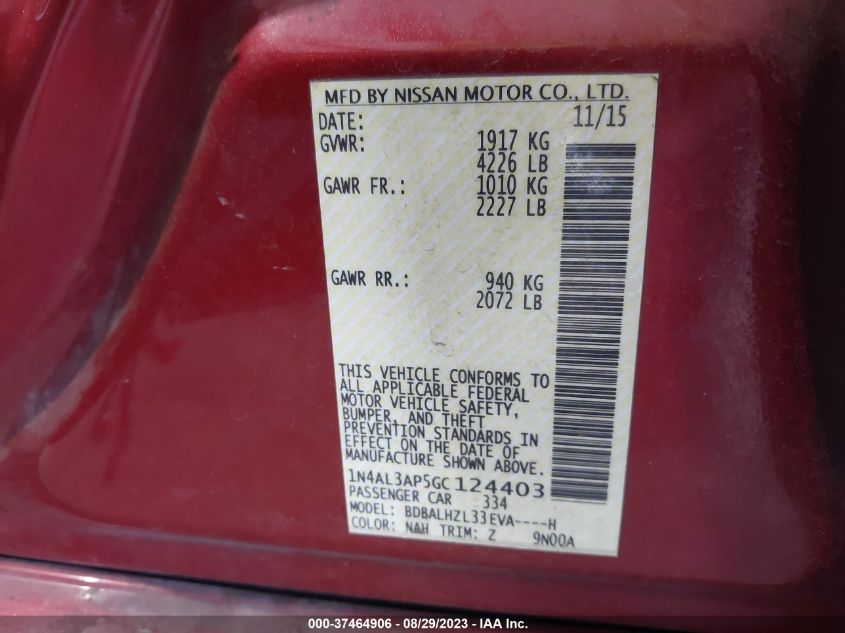 MFD BY NISSAN MOTOR CO., LTD.
DATE: 11/15
GVWR: 1917 KG
4226 LB
GAWR FR.: 1010 KG
2227 LB
GAWR RR.: 940 KG
2072 LB
THIS VEHICLE CONFORMS TO
ALL APPLICABLE FEDERAL
MOTOR VEHICLE SAFETY,
BUMPER, AND THEFT
PREVENTION STANDARDS IN
EFFECT ON THE DATE OF
MANUFACTURE SHOWN ABOVE.
1N4AL3AP5GC124403
PASSENGER CAR 334
MODEL: BDBALHZL33EVA----H
COLOR: NAH TRIM: Z 9N00A
000-37464906 - 08/29/2023 - Copyright © IAA, Inc.